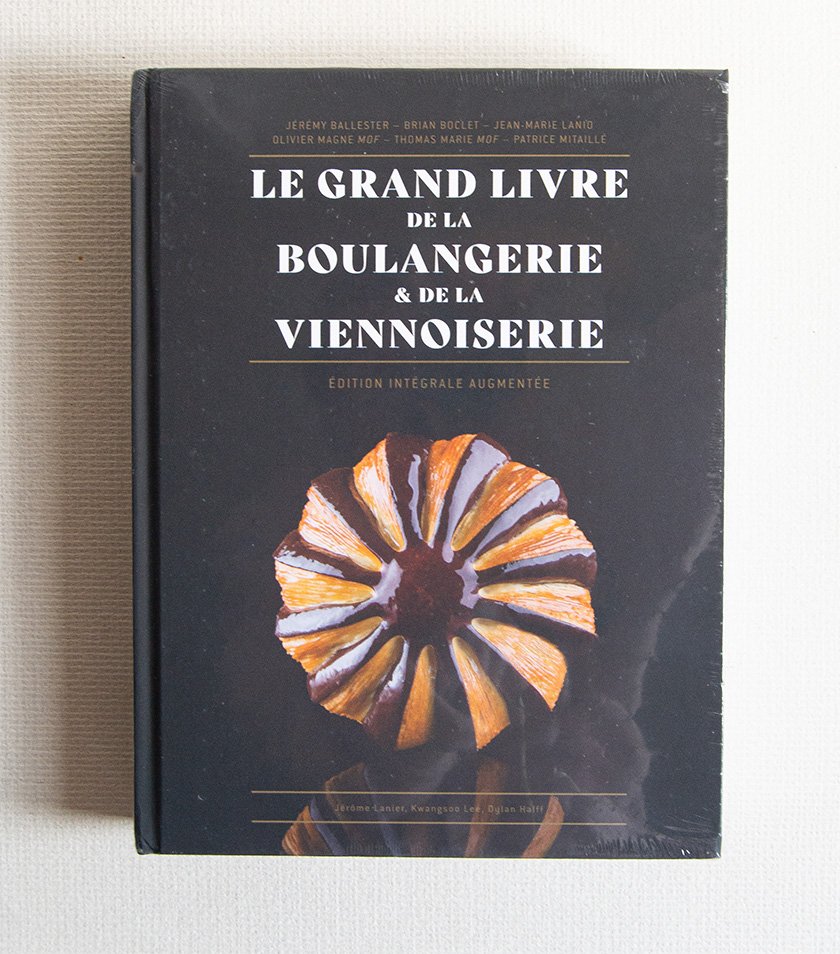 JÉRÉMY BALLESTER – BRIAN BOCLET – JEAN-MARIE LANIO
OLIVIER MAGNE MOF – THOMAS MARIE MOF – PATRICE MITAILLÉ
LE GRAND LIVRE
DE LA
BOULANGERIE
& DE LA
VIENNOISERIE
ÉDITION INTÉGRALE AUGMENTÉE
Jérôme Lanier, Kwangsoo Lee, Dylan Halff